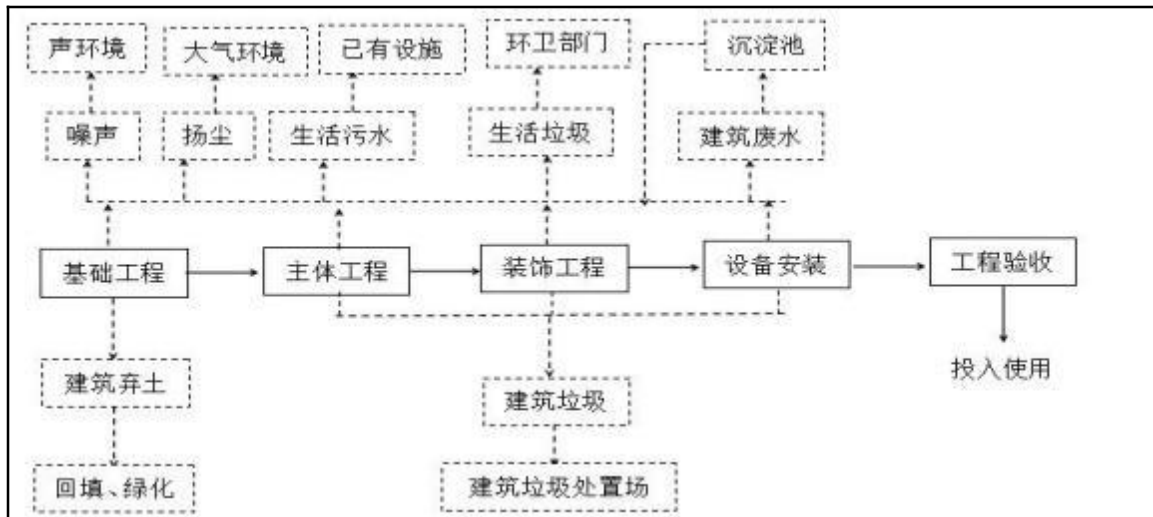 声环境
大气环境
已有设施
环卫部门
沉淀池
噪声
扬尘
生活污水
生活垃圾
建筑废水
基础工程
主体工程
装饰工程
设备安装
工程验收
建筑弃土
建筑垃圾
投入使用
回填、绿化
建筑垃圾处置场